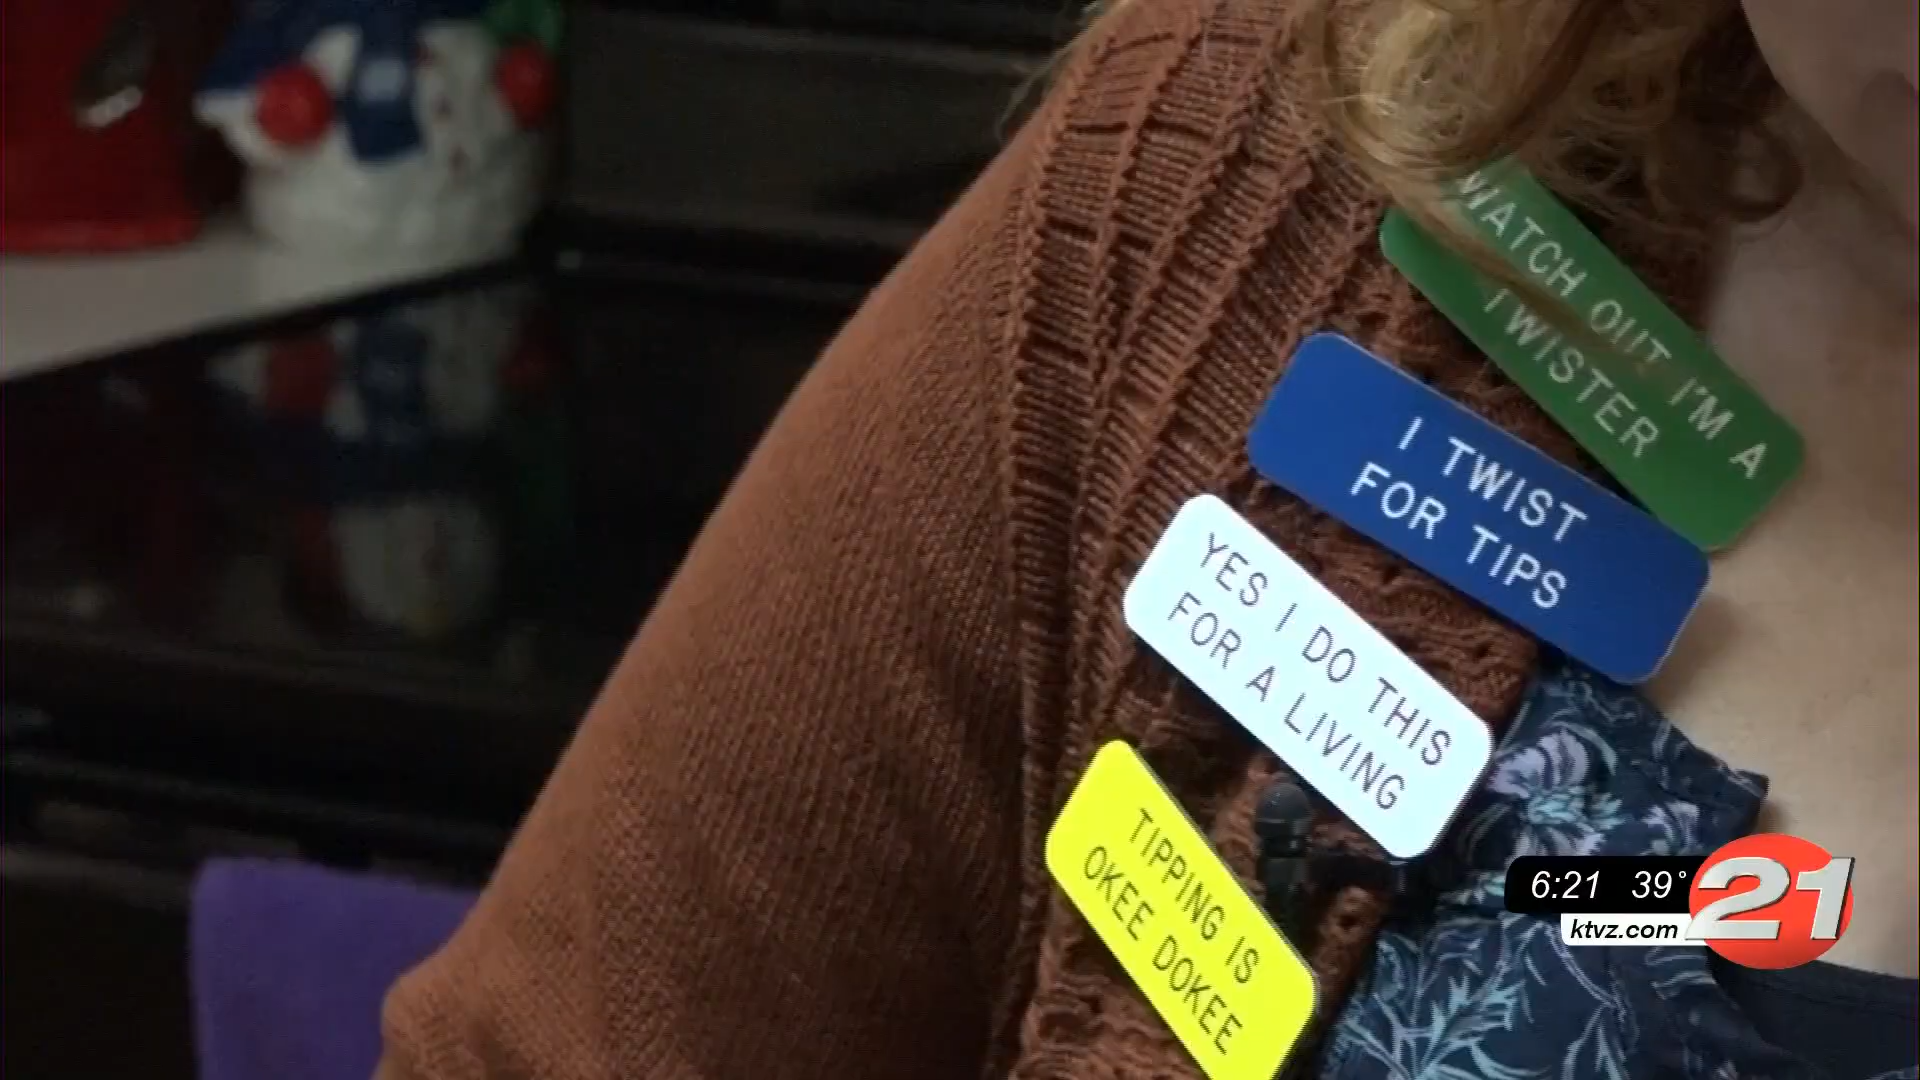 WATCH OUT I'M A
TWISTER
I TWIST
FOR TIPS
YES I DO THIS
FOR A LIVING
TIPPING IS
OKEE DOKEE
6:21 39°
ktvz.com
21